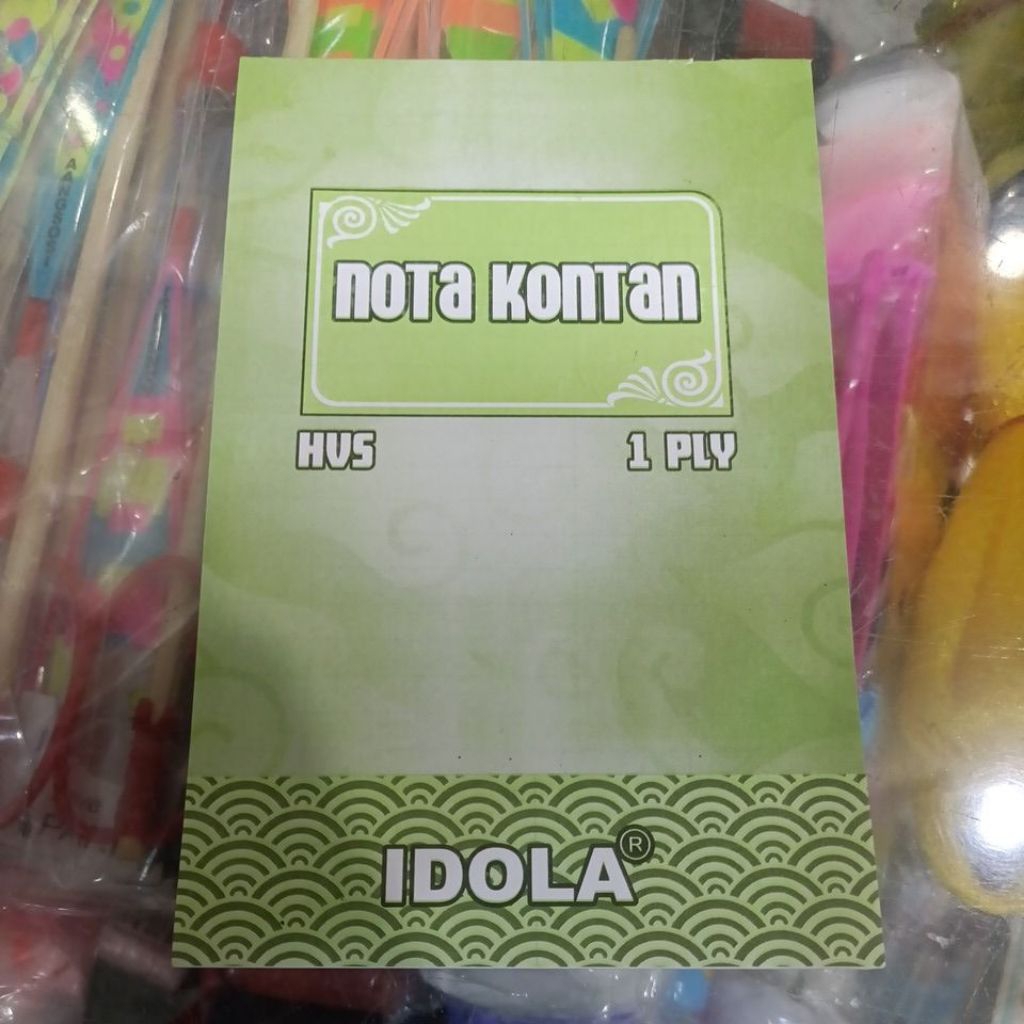 Nota Kontan
HVS 1 PLY
IDOLA®